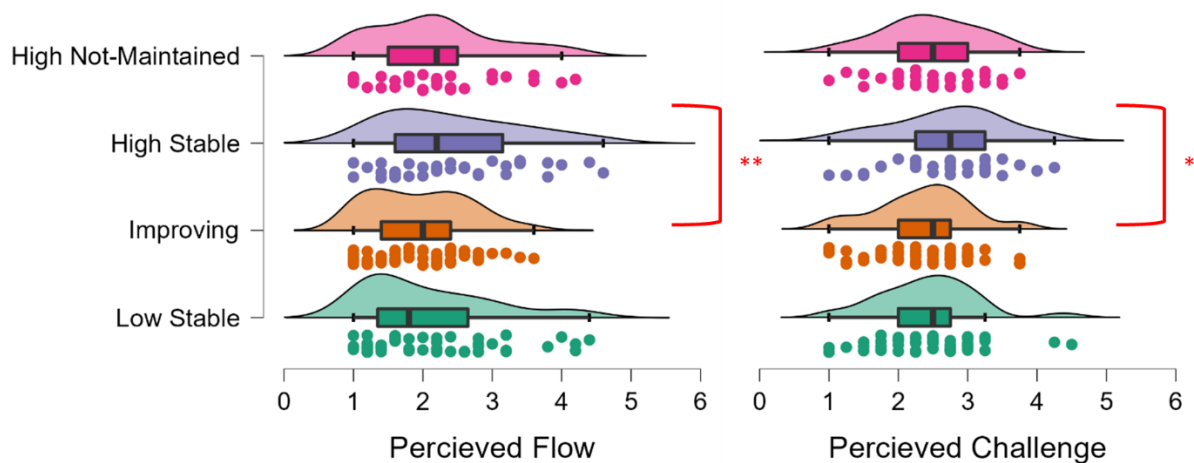 High Not-Maintained
High Stable
Improving
Low Stable
**
*
0 1 2 3 4 5 6
0 1 2 3 4 5 6
Percieved Flow
Percieved Challenge